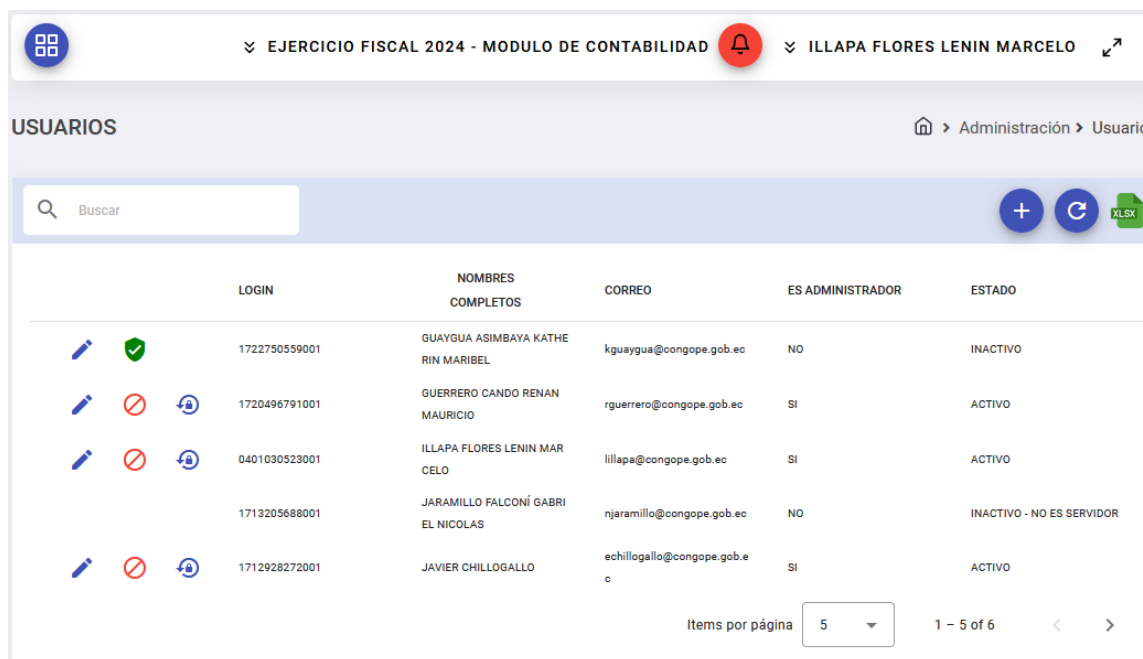 EJERCICIO FISCAL 2024 - MODULO DE CONTABILIDAD ILLAPA FLORES LENIN MARCELO
USUARIOS
Administración Usuario
Buscar
XLSX
LOGIN NOMBRES COMPLETOS CORREO ES ADMINISTRADOR ESTADO
1722750559001 GUAYGUA ASIMBAYA KATHE
RIN MARIBEL kguaygua@congope.gob.ec NO INACTIVO
1720496791001 GUERRERO CANDO RENAN
MAURICIO rguerrero@congope.gob.ec SI ACTIVO
0401030523001 ILLAPA FLORES LENIN MAR
CELO lillapa@congope.gob.ec SI ACTIVO
1713205688001 JARAMILLO FALCONÍ GABRI
EL NICOLAS njaramillo@congope.gob.ec NO INACTIVO - NO ES SERVIDOR
1712928272001 JAVIER CHILLOGALLO echillogallo@congope.gob.e
c SI ACTIVO
Items por página 5 1 – 5 of 6